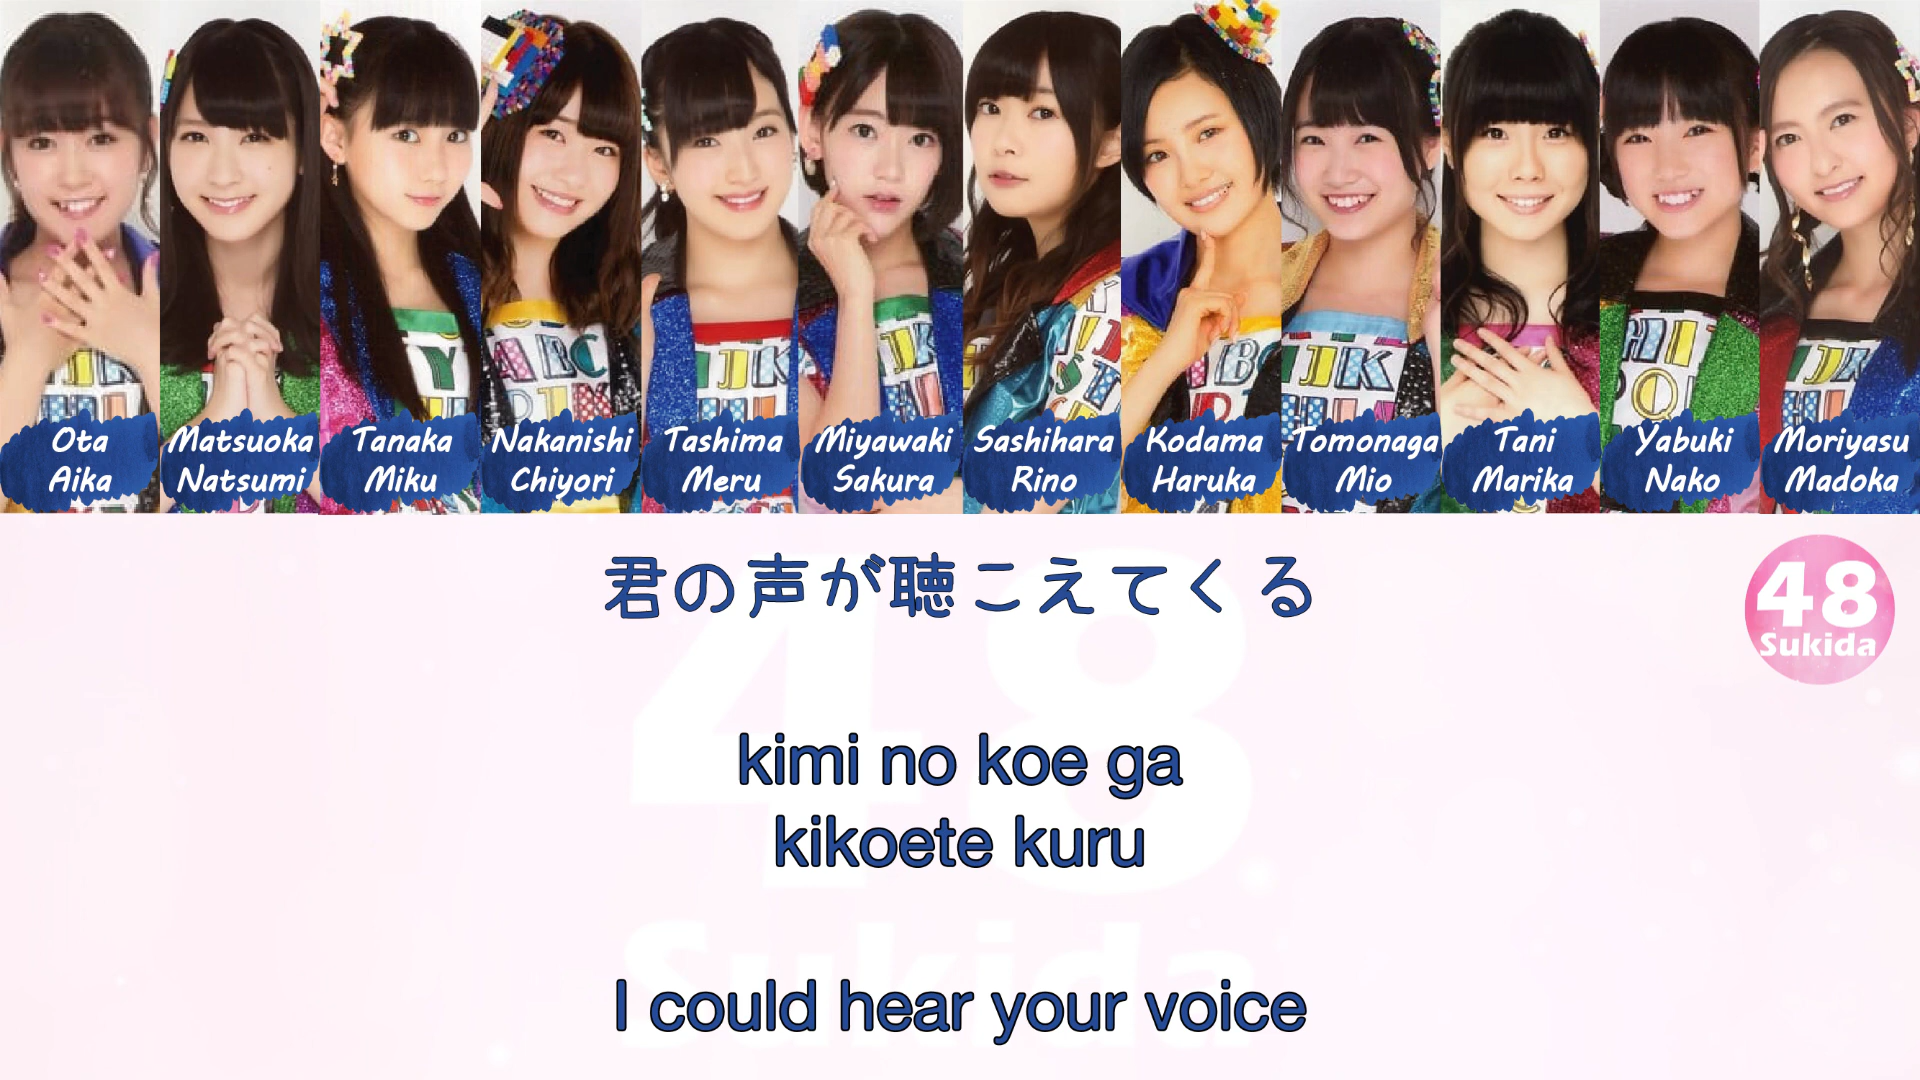 Ota
Aika
Matsuoka
Natsumi
Tanaka
Miku
Nakanishi
Chiyori
Tashima
Meru
Miyawaki
Sakura
Sashihara
Rino
Kodama
Haruka
Tomonaga
Mio
Tani
Marika
Yabuki
Nako
Moriyasu
Madoka
君の声が聴こえてくる
48
Sukida
kimi no koe ga
kikoete kuru
I could hear your voice
48
Sukida